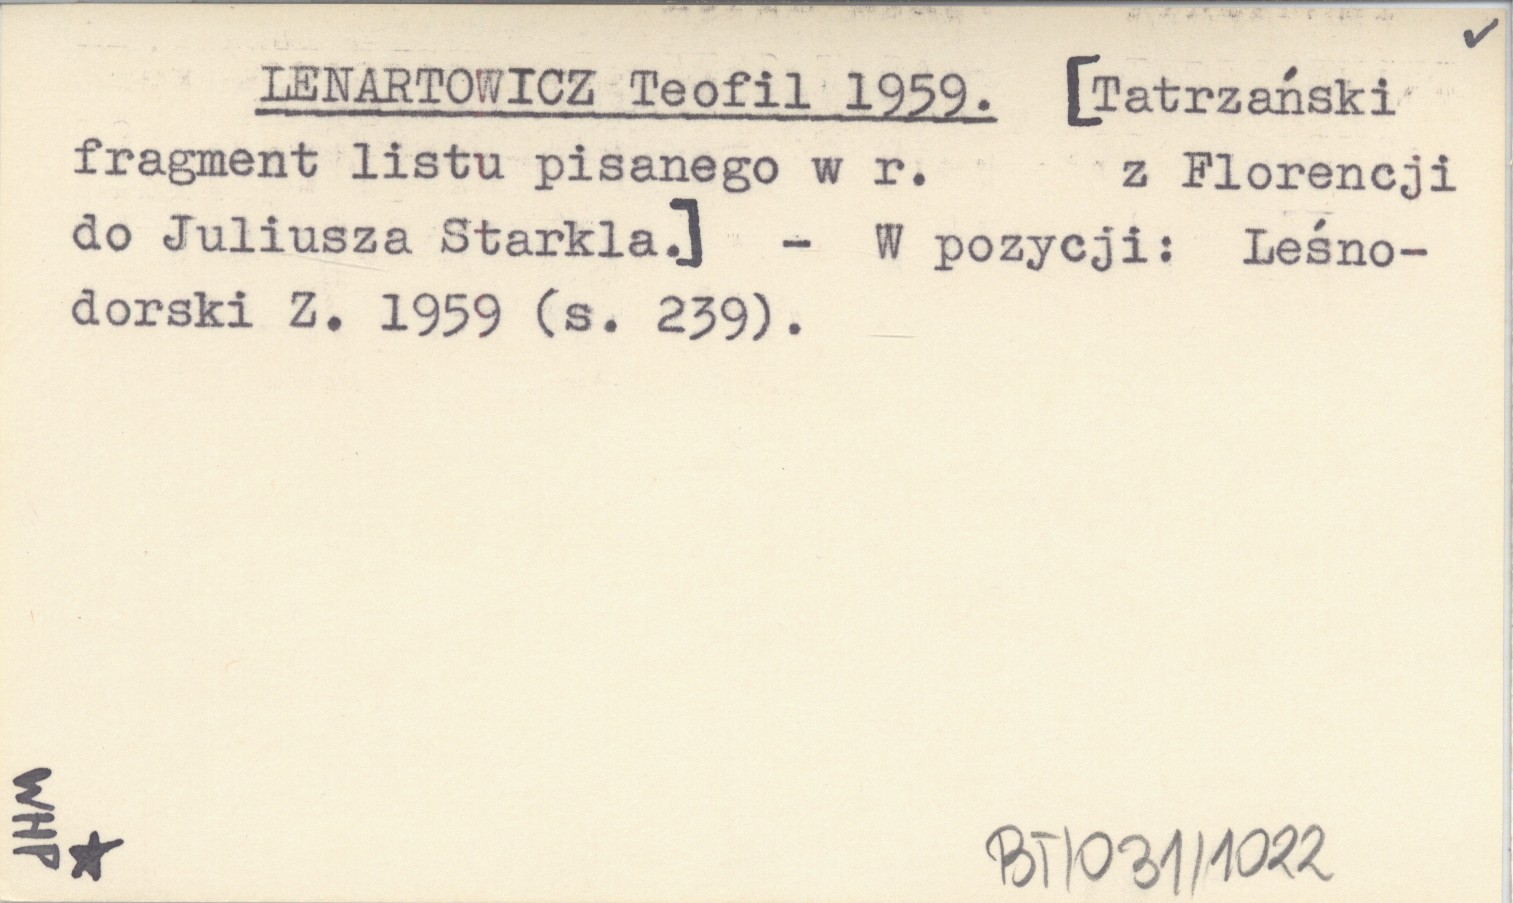 LENARTOWICZ Teofil 1959. [Tatrzański
fragment listu pisanego w r. z Florencji
do Juliusza Starkla.] - W pozycji: Leśno-
dorski Z. 1959 (s. 239).
WHP
BT/031/1022